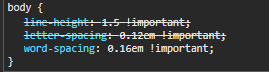 body {
line-height: 1.5 !important;
letter-spacing: 0.12em !important;
word-spacing: 0.16em !important;
}